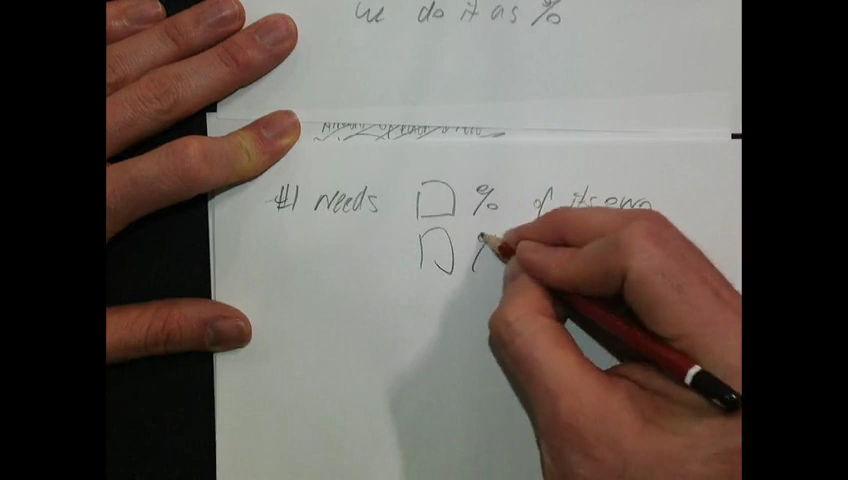 we do it as %
$1 needs □ % of its own
□ %